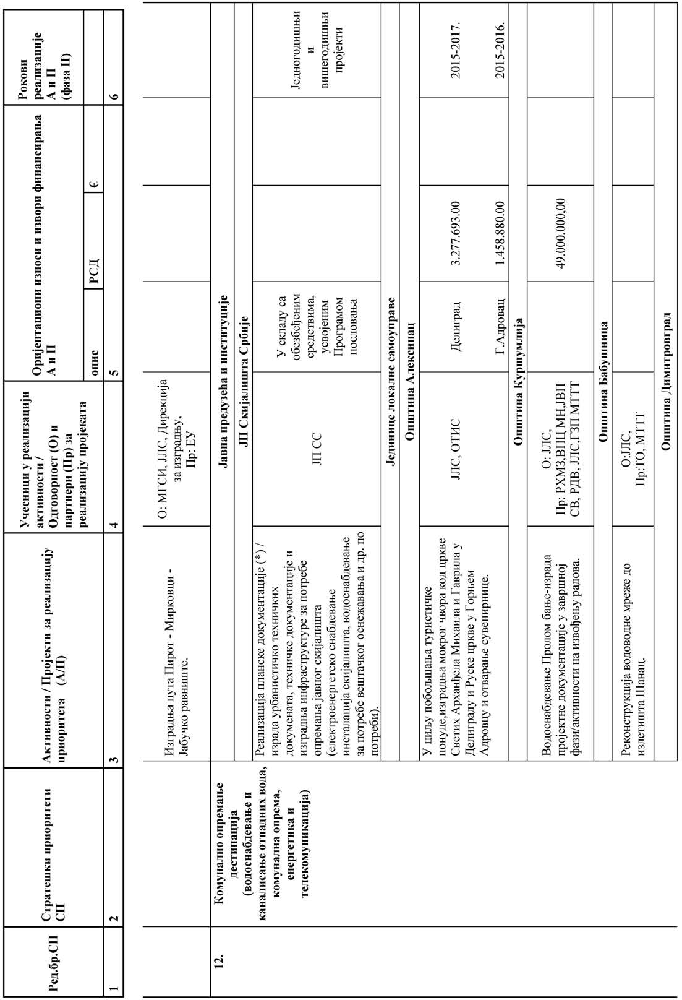 Ред.бр.СП
Стратешки приоритети
СП
Активности / Пројекти за реализацију
приоритета (А/П)
Учесници у реализацији
активности /
Одговорност (О) и
партнери (Пр) за
реализацију пројеката
Оријентациони износи и извори финансирања
А и П
опис
РСД
€
Рокови
реализације
А и П
(фаза II)
1
2
3
4
5
6
Изградња пута Пирот - Мирковци -
Јабучко равниште.
О: МГСИ, ЈЛС, Дирекција
за изградњу,
Пр: ЕУ
12.
Комунално опремање
дестинација
(водоснабдевање и
каналисање отпадних вода,
комунална опрема,
енергетика и
телекомуникација)
Јавна предузећа и институције
ЈП Скијалишта Србије
Реализација планске документације (*) /
израда урбанистичко техничких
докумената, техничке документације и
изградња инфраструктуре за потребе
опремања јавног скијалишта
(електроенергетско снабдевање
инсталација скијалишта, водоснабдевање
за потребе вештачког оснежавања и др. по
потреби).
ЈП СС
У складу са
обезбеђеним
средствима,
усвојеним
Програмом
пословања
Једногодишњи
и
вишегодишњи
пројекти
Јединице локалне самоуправе
Општина Алексинац
У циљу побољшања туристичке
понуде,изградња мокрог чвора код цркве
Светих Арханђела Михаила и Гаврила у
Делиграду и Руске цркве у Горњем
Адровцу и отварање сувенирнице.
ЈЛС, ОТИС
Делиград
Г.Адровац
3.277.693.00
1.458.880.00
2015-2017.
2015-2016.
Општина Куршумлија
Водоснабдевање Пролом бање-израда
пројектне документације у завршној
фази/активности на извођењу радова.
О: ЈЛС,
Пр: РХМЗ,ВПЦ МН,ЈВП
СВ, РДВ, ЈЛС,ГЗП МТТТ
49.000.000,00
Општина Бабушница
Реконструкција водоводне мреже до
излетишта Шанац.
О:ЈЛС,
Пр:ТО, МТТТ
Општина Димитровград